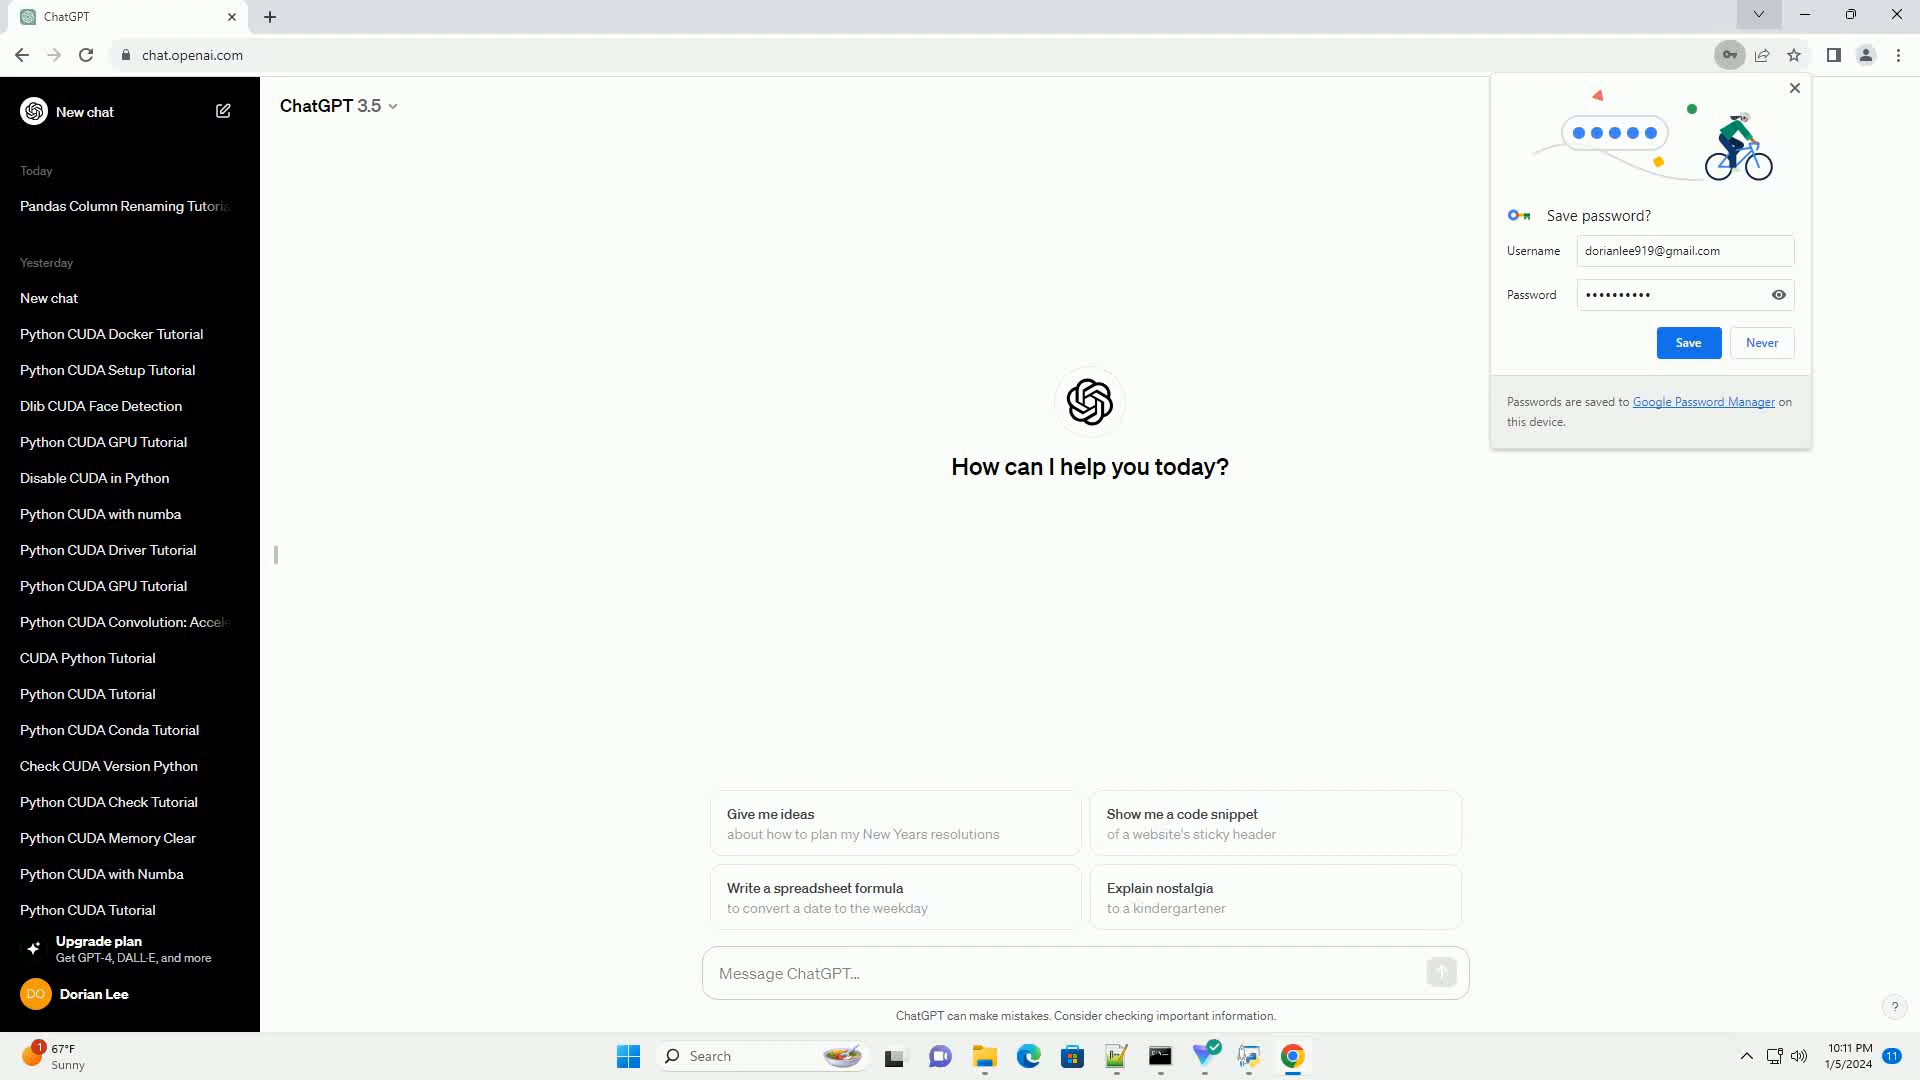 ChatGPT
chat.openai.com
New chat
Today
Pandas Column Renaming Tutoria
Yesterday
New chat
Python CUDA Docker Tutorial
Python CUDA Setup Tutorial
Dlib CUDA Face Detection
Python CUDA GPU Tutorial
Disable CUDA in Python
Python CUDA with numba
Python CUDA Driver Tutorial
Python CUDA GPU Tutorial
Python CUDA Convolution: Accele
CUDA Python Tutorial
Python CUDA Tutorial
Python CUDA Conda Tutorial
Check CUDA Version Python
Python CUDA Check Tutorial
Python CUDA Memory Clear
Python CUDA with Numba
Python CUDA Tutorial
Upgrade plan
Get GPT-4, DALL·E, and more
DO
Dorian Lee
ChatGPT 3.5
Save password?
Username dorianlee919@gmail.com
Password ••••••••••
Save Never
Passwords are saved to Google Password Manager on
this device.
How can I help you today?
Give me ideas
about how to plan my New Years resolutions
Show me a code snippet
of a website's sticky header
Write a spreadsheet formula
to convert a date to the weekday
Explain nostalgia
to a kindergartener
Message ChatGPT...
ChatGPT can make mistakes. Consider checking important information.
?
1
67°F
Sunny
Search
10:11 PM
1/5/2024
11